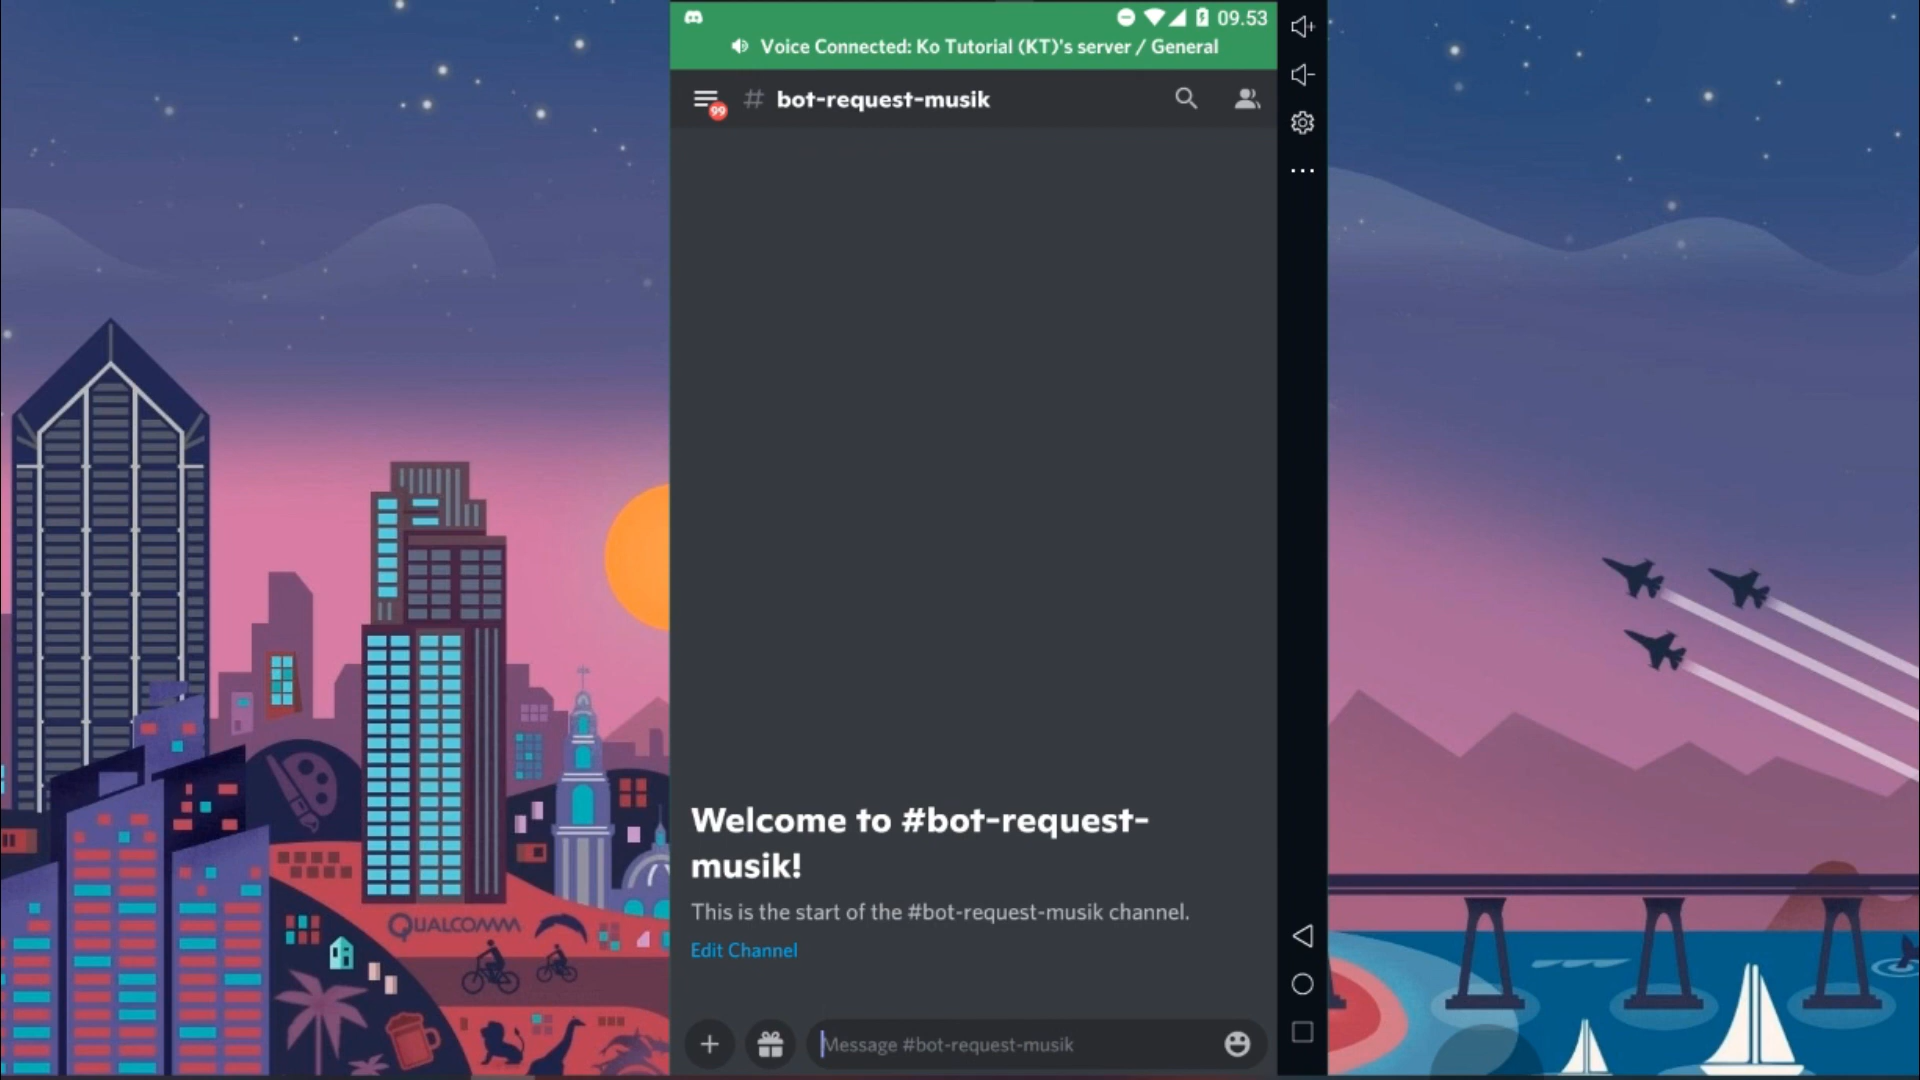 09.53
Voice Connected: Ko Tutorial (KT)'s server / General
99
# bot-request-musik
Welcome to #bot-request-
musik!
This is the start of the #bot-request-musik channel.
Edit Channel
Message #bot-request-musik
QUALCOMM